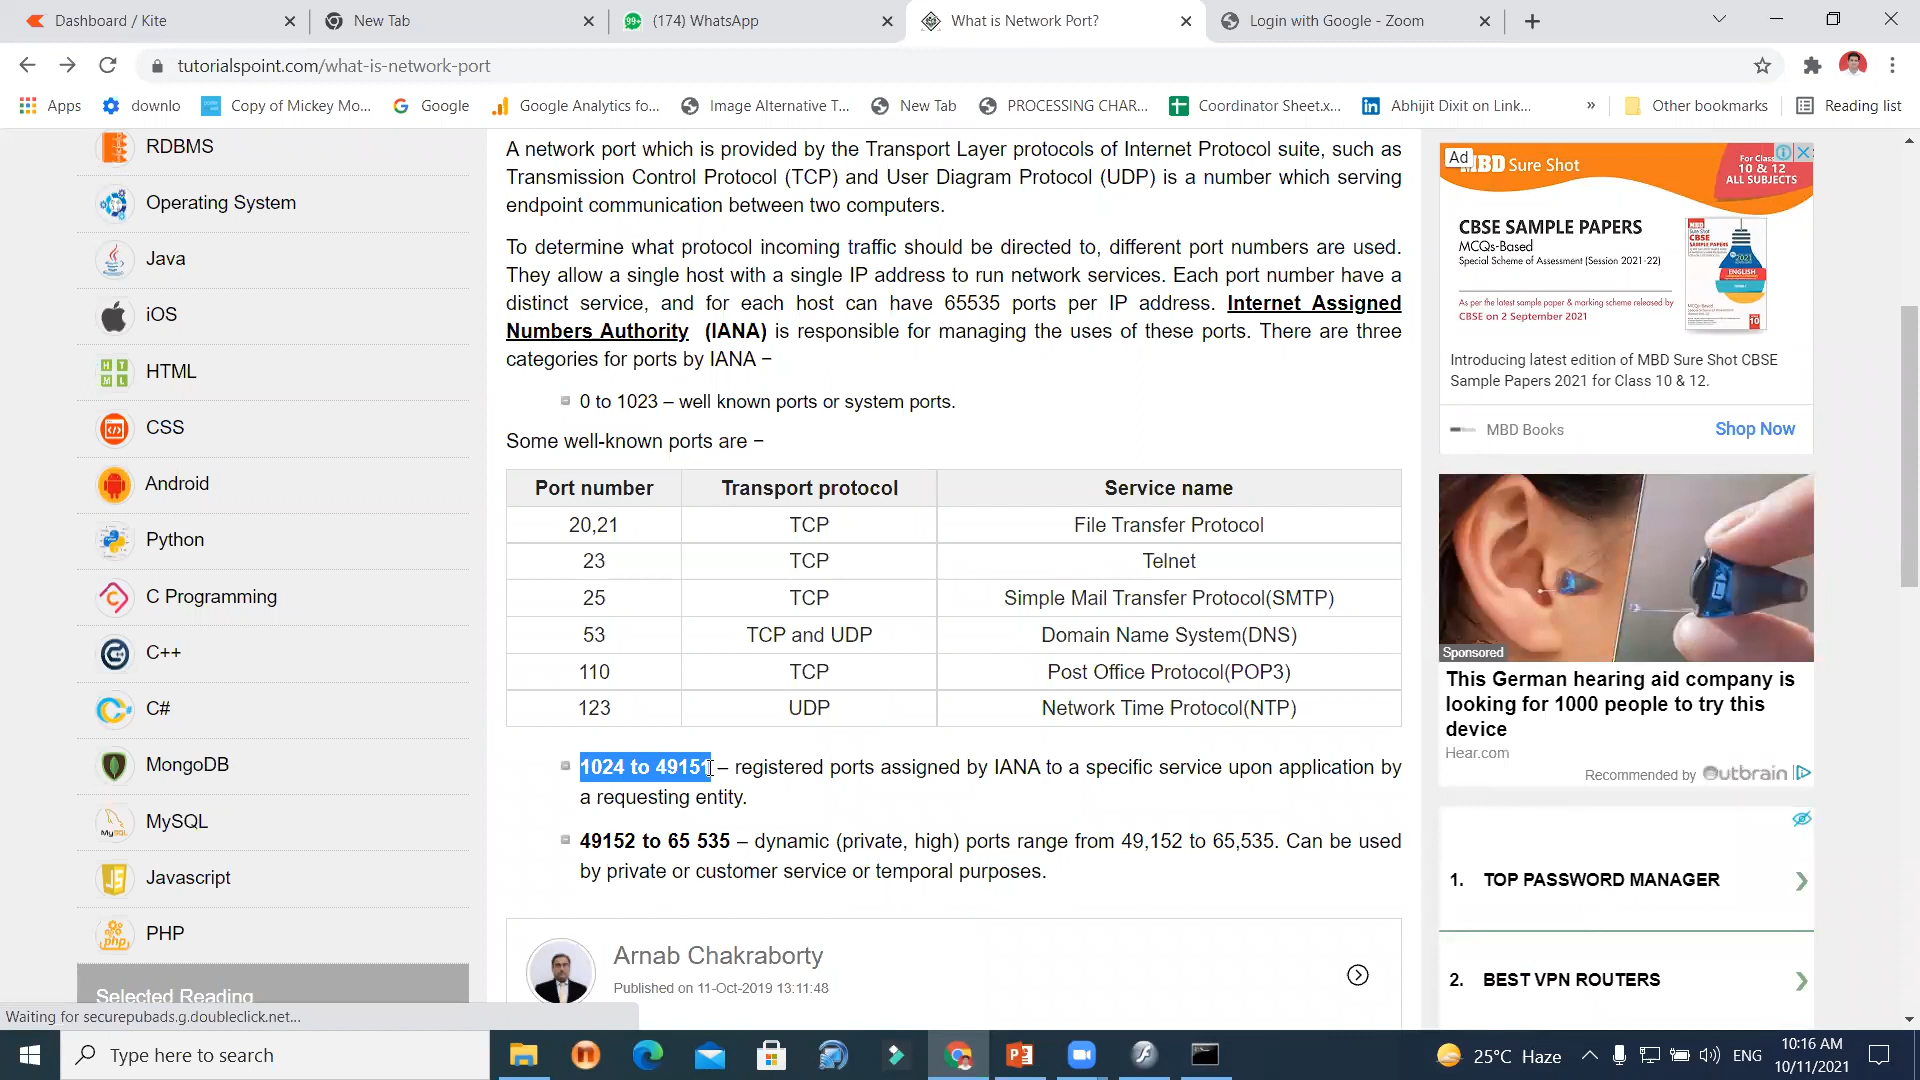 Dashboard / Kite
New Tab
99+
(174) WhatsApp
What is Network Port?
Login with Google - Zoom
tutorialspoint.com/what-is-network-port
Apps
downlo
Copy of Mickey Mo...
Google
Google Analytics fo...
Image Alternative T...
New Tab
PROCESSING CHAR...
Coordinator Sheet.x...
Abhijit Dixit on Link...
»
Other bookmarks
Reading list
RDBMS
Operating System
Java
iOS
HTML
CSS
Android
Python
C Programming
C++
C#
MongoDB
MySQL
Javascript
PHP
Selected Reading
Waiting for securepubads.g.doubleclick.net...
A network port which is provided by the Transport Layer protocols of Internet Protocol suite, such as
Transmission Control Protocol (TCP) and User Diagram Protocol (UDP) is a number which serving
endpoint communication between two computers.
To determine what protocol incoming traffic should be directed to, different port numbers are used.
They allow a single host with a single IP address to run network services. Each port number have a
distinct service, and for each host can have 65535 ports per IP address. Internet Assigned
Numbers Authority (IANA) is responsible for managing the uses of these ports. There are three
categories for ports by IANA −
0 to 1023 – well known ports or system ports.
Some well-known ports are −
Port number Transport protocol Service name
20,21 TCP File Transfer Protocol
23 TCP Telnet
25 TCP Simple Mail Transfer Protocol(SMTP)
53 TCP and UDP Domain Name System(DNS)
110 TCP Post Office Protocol(POP3)
123 UDP Network Time Protocol(NTP)
1024 to 49151 – registered ports assigned by IANA to a specific service upon application by
a requesting entity.
49152 to 65 535 – dynamic (private, high) ports range from 49,152 to 65,535. Can be used
by private or customer service or temporal purposes.
Arnab Chakraborty
Published on 11-Oct-2019 13:11:48
Ad
MBD Sure Shot
For Class
10 & 12
ALL SUBJECTS
CBSE SAMPLE PAPERS
MCQs-Based
Special Scheme of Assessment (Session 2021-22)
As per the latest sample paper & marking scheme released by
CBSE on 2 September 2021
Introducing latest edition of MBD Sure Shot CBSE
Sample Papers 2021 for Class 10 & 12.
MBD Books
Shop Now
Sponsored
This German hearing aid company is
looking for 1000 people to try this
device
Hear.com
Recommended by Outbrain
1. TOP PASSWORD MANAGER
2. BEST VPN ROUTERS
Type here to search
25°C Haze
ENG
10:16 AM
10/11/2021